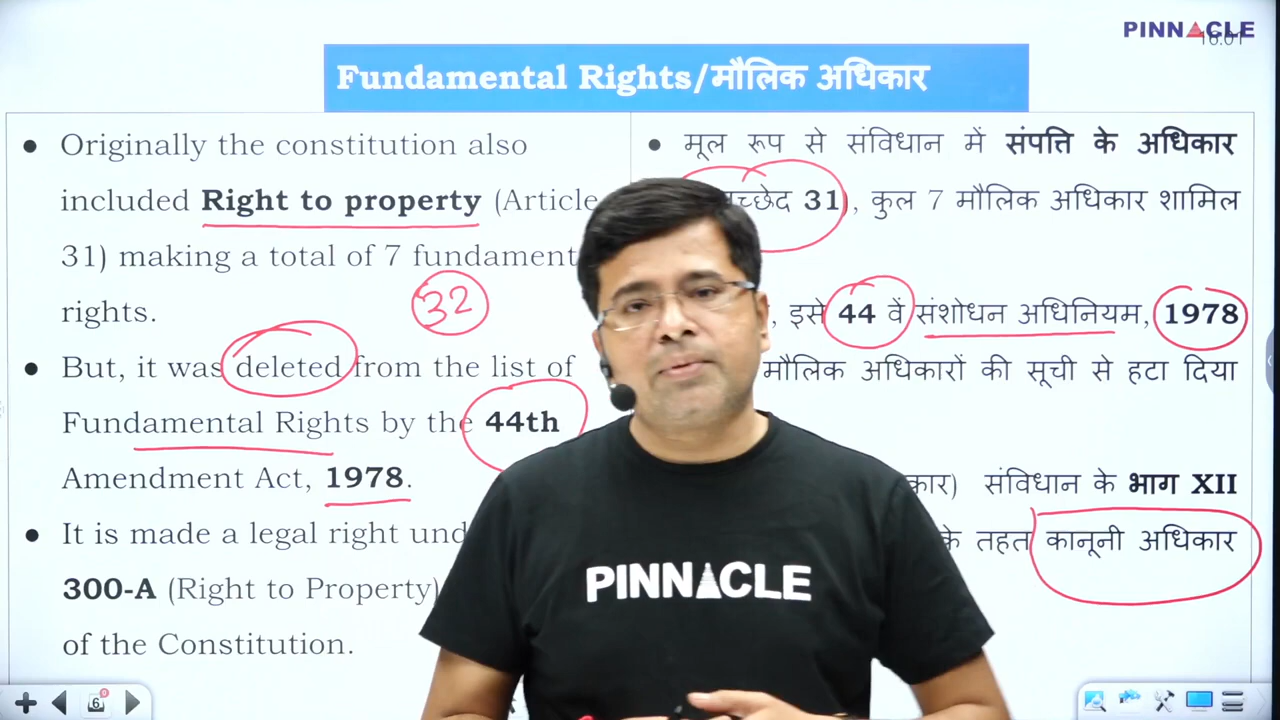 PINNACLE
16:01
Fundamental Rights/मौलिक अधिकार
● Originally the constitution also
included Right to property (Article
31) making a total of 7 fundament
rights.
32
● But, it was deleted from the list of
Fundamental Rights by the 44th
Amendment Act, 1978.
● It is made a legal right und
300-A (Right to Property)
of the Constitution.
● मूल रूप से संविधान में संपत्ति के अधिकार
31), कुल 7 मौलिक अधिकार शामिल
, इसे 44 वें संशोधन अधिनियम, 1978
मौलिक अधिकारों की सूची से हटा दिया
संविधान के भाग XII
के तहत कानूनी अधिकार
PINNACLE
6